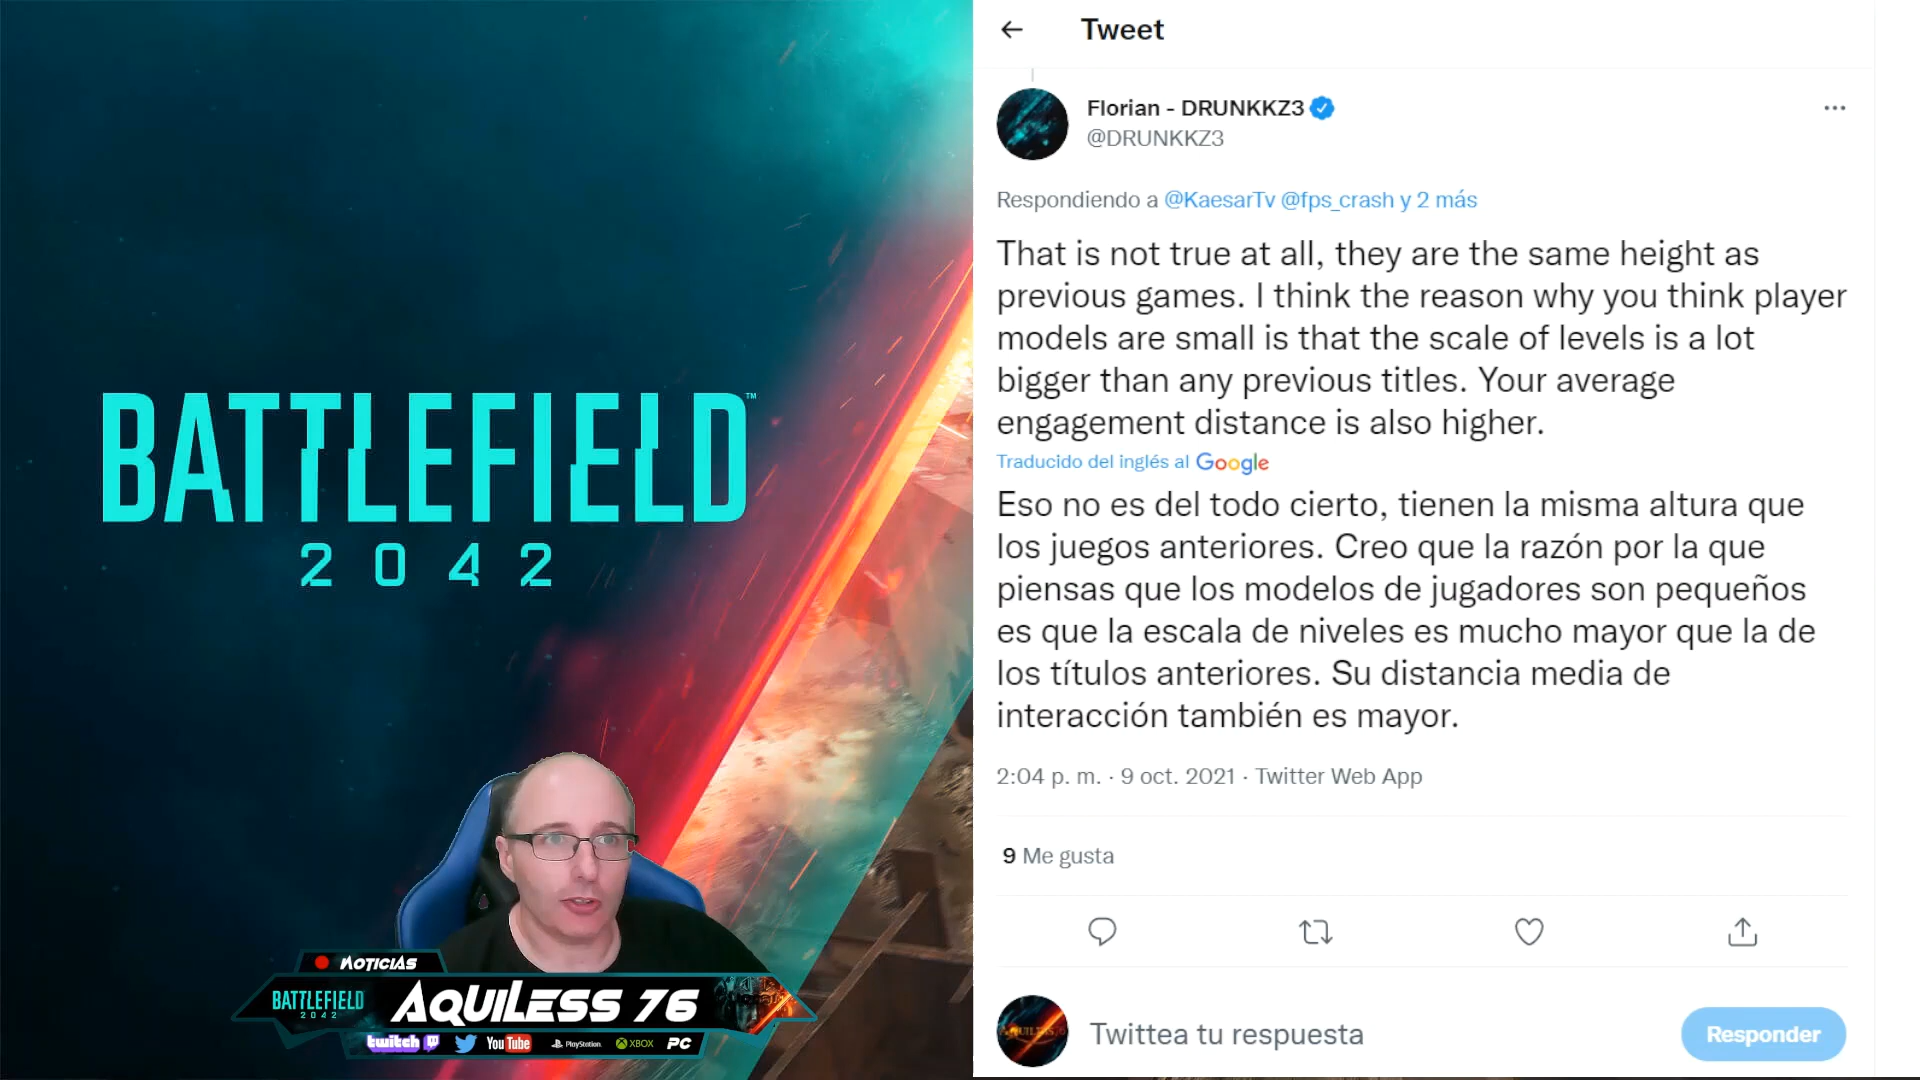 BATTLEFIELD™
2042
NOTICIAS
BATTLEFIELD
2042
AQUILESS 76
twitch
YouTube
PlayStation
XBOX
PC
Tweet
Florian - DRUNKKZ3
@DRUNKKZ3
Respondiendo a @KaesarTv @fps_crash y 2 más
That is not true at all, they are the same height as
previous games. I think the reason why you think player
models are small is that the scale of levels is a lot
bigger than any previous titles. Your average
engagement distance is also higher.
Traducido del inglés al Google
Eso no es del todo cierto, tienen la misma altura que
los juegos anteriores. Creo que la razón por la que
piensas que los modelos de jugadores son pequeños
es que la escala de niveles es mucho mayor que la de
los títulos anteriores. Su distancia media de
interacción también es mayor.
2:04 p. m. · 9 oct. 2021 · Twitter Web App
9 Me gusta
Twittea tu respuesta
Responder